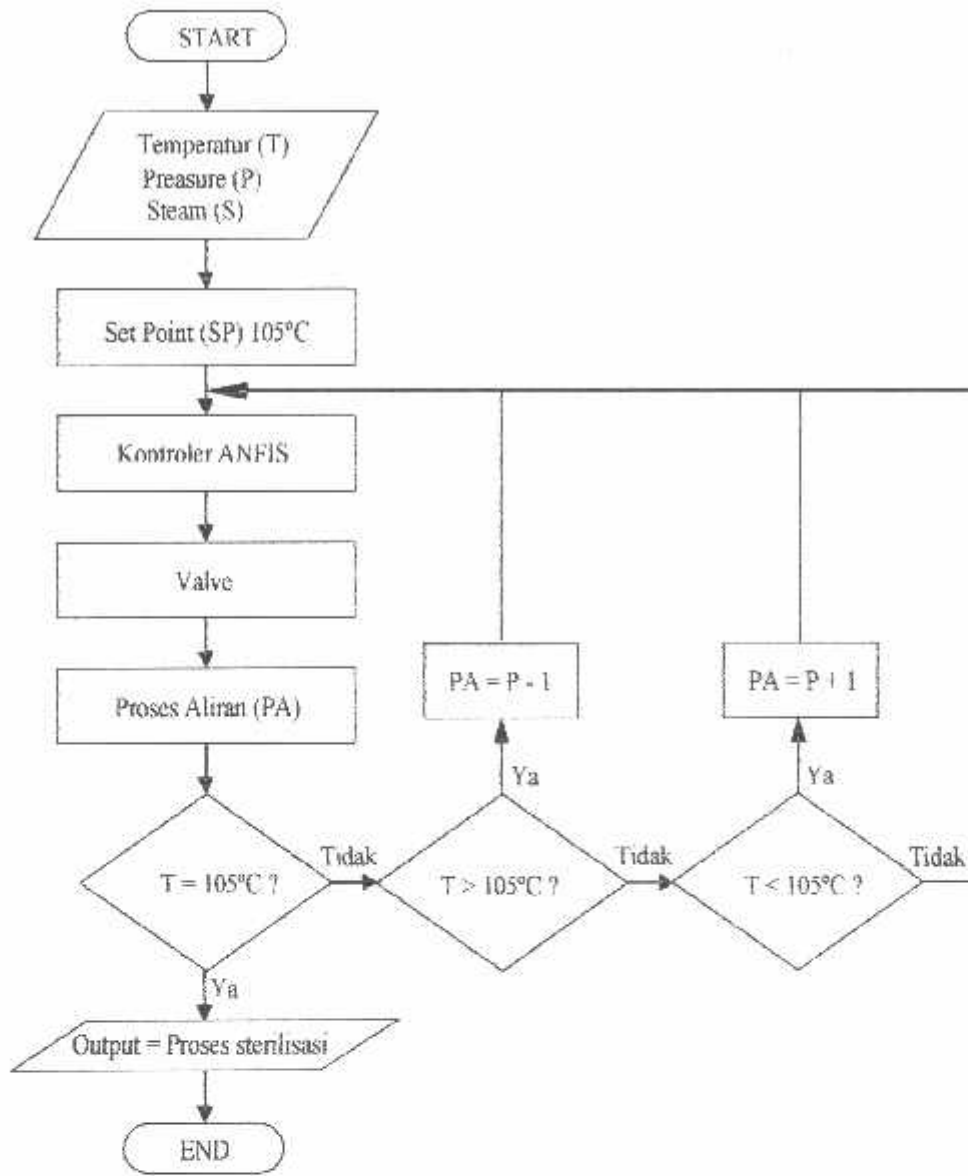 START
Temperatur (T)
Preasure (P)
Steam (S)
Set Point (SP) 105°C
Kontroler ANFIS
Valve
Proses Aliran (PA)
PA = P - 1
PA = P + 1
Ya
Ya
T = 105°C ?
Tidak
T > 105°C ?
Tidak
T < 105°C ?
Tidak
Ya
Output = Proses sterilisasi
END